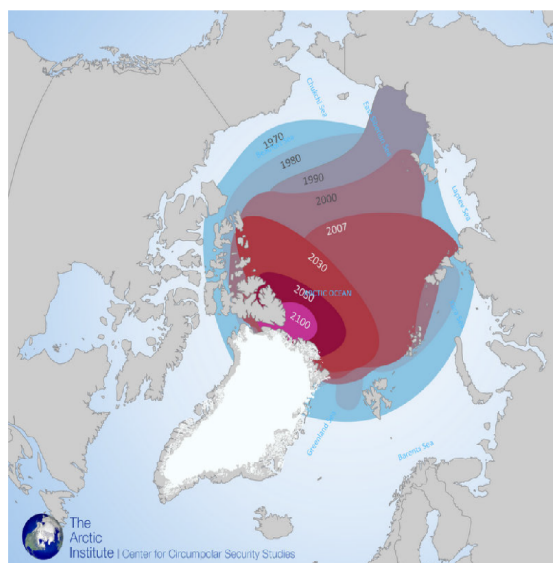 Chukchi Sea
1970
1980
1990
2000
Laptev Sea
2007
2030
2050
ARCTIC OCEAN
2100
Greenland Sea
Barents Sea
The
Arctic
Institute | Center for Circumpolar Security Studies